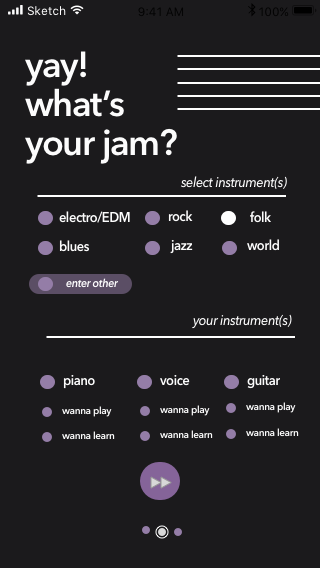 Sketch 9:41 AM 100%
yay!
what's
your jam?
select instrument(s)
electro/EDM rock folk
blues jazz world
enter other
your instrument(s)
piano voice guitar
wanna play wanna play wanna play
wanna learn wanna learn wanna learn